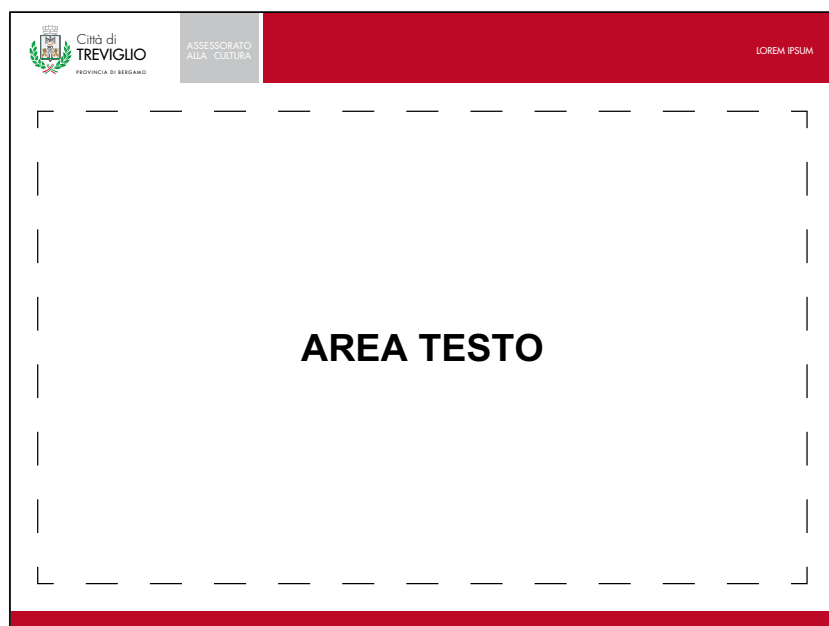 Città di
TREVIGLIO
PROVINCIA DI BERGAMO
ASSESSORATO
ALLA CULTURA
LOREM IPSUM
AREA TESTO